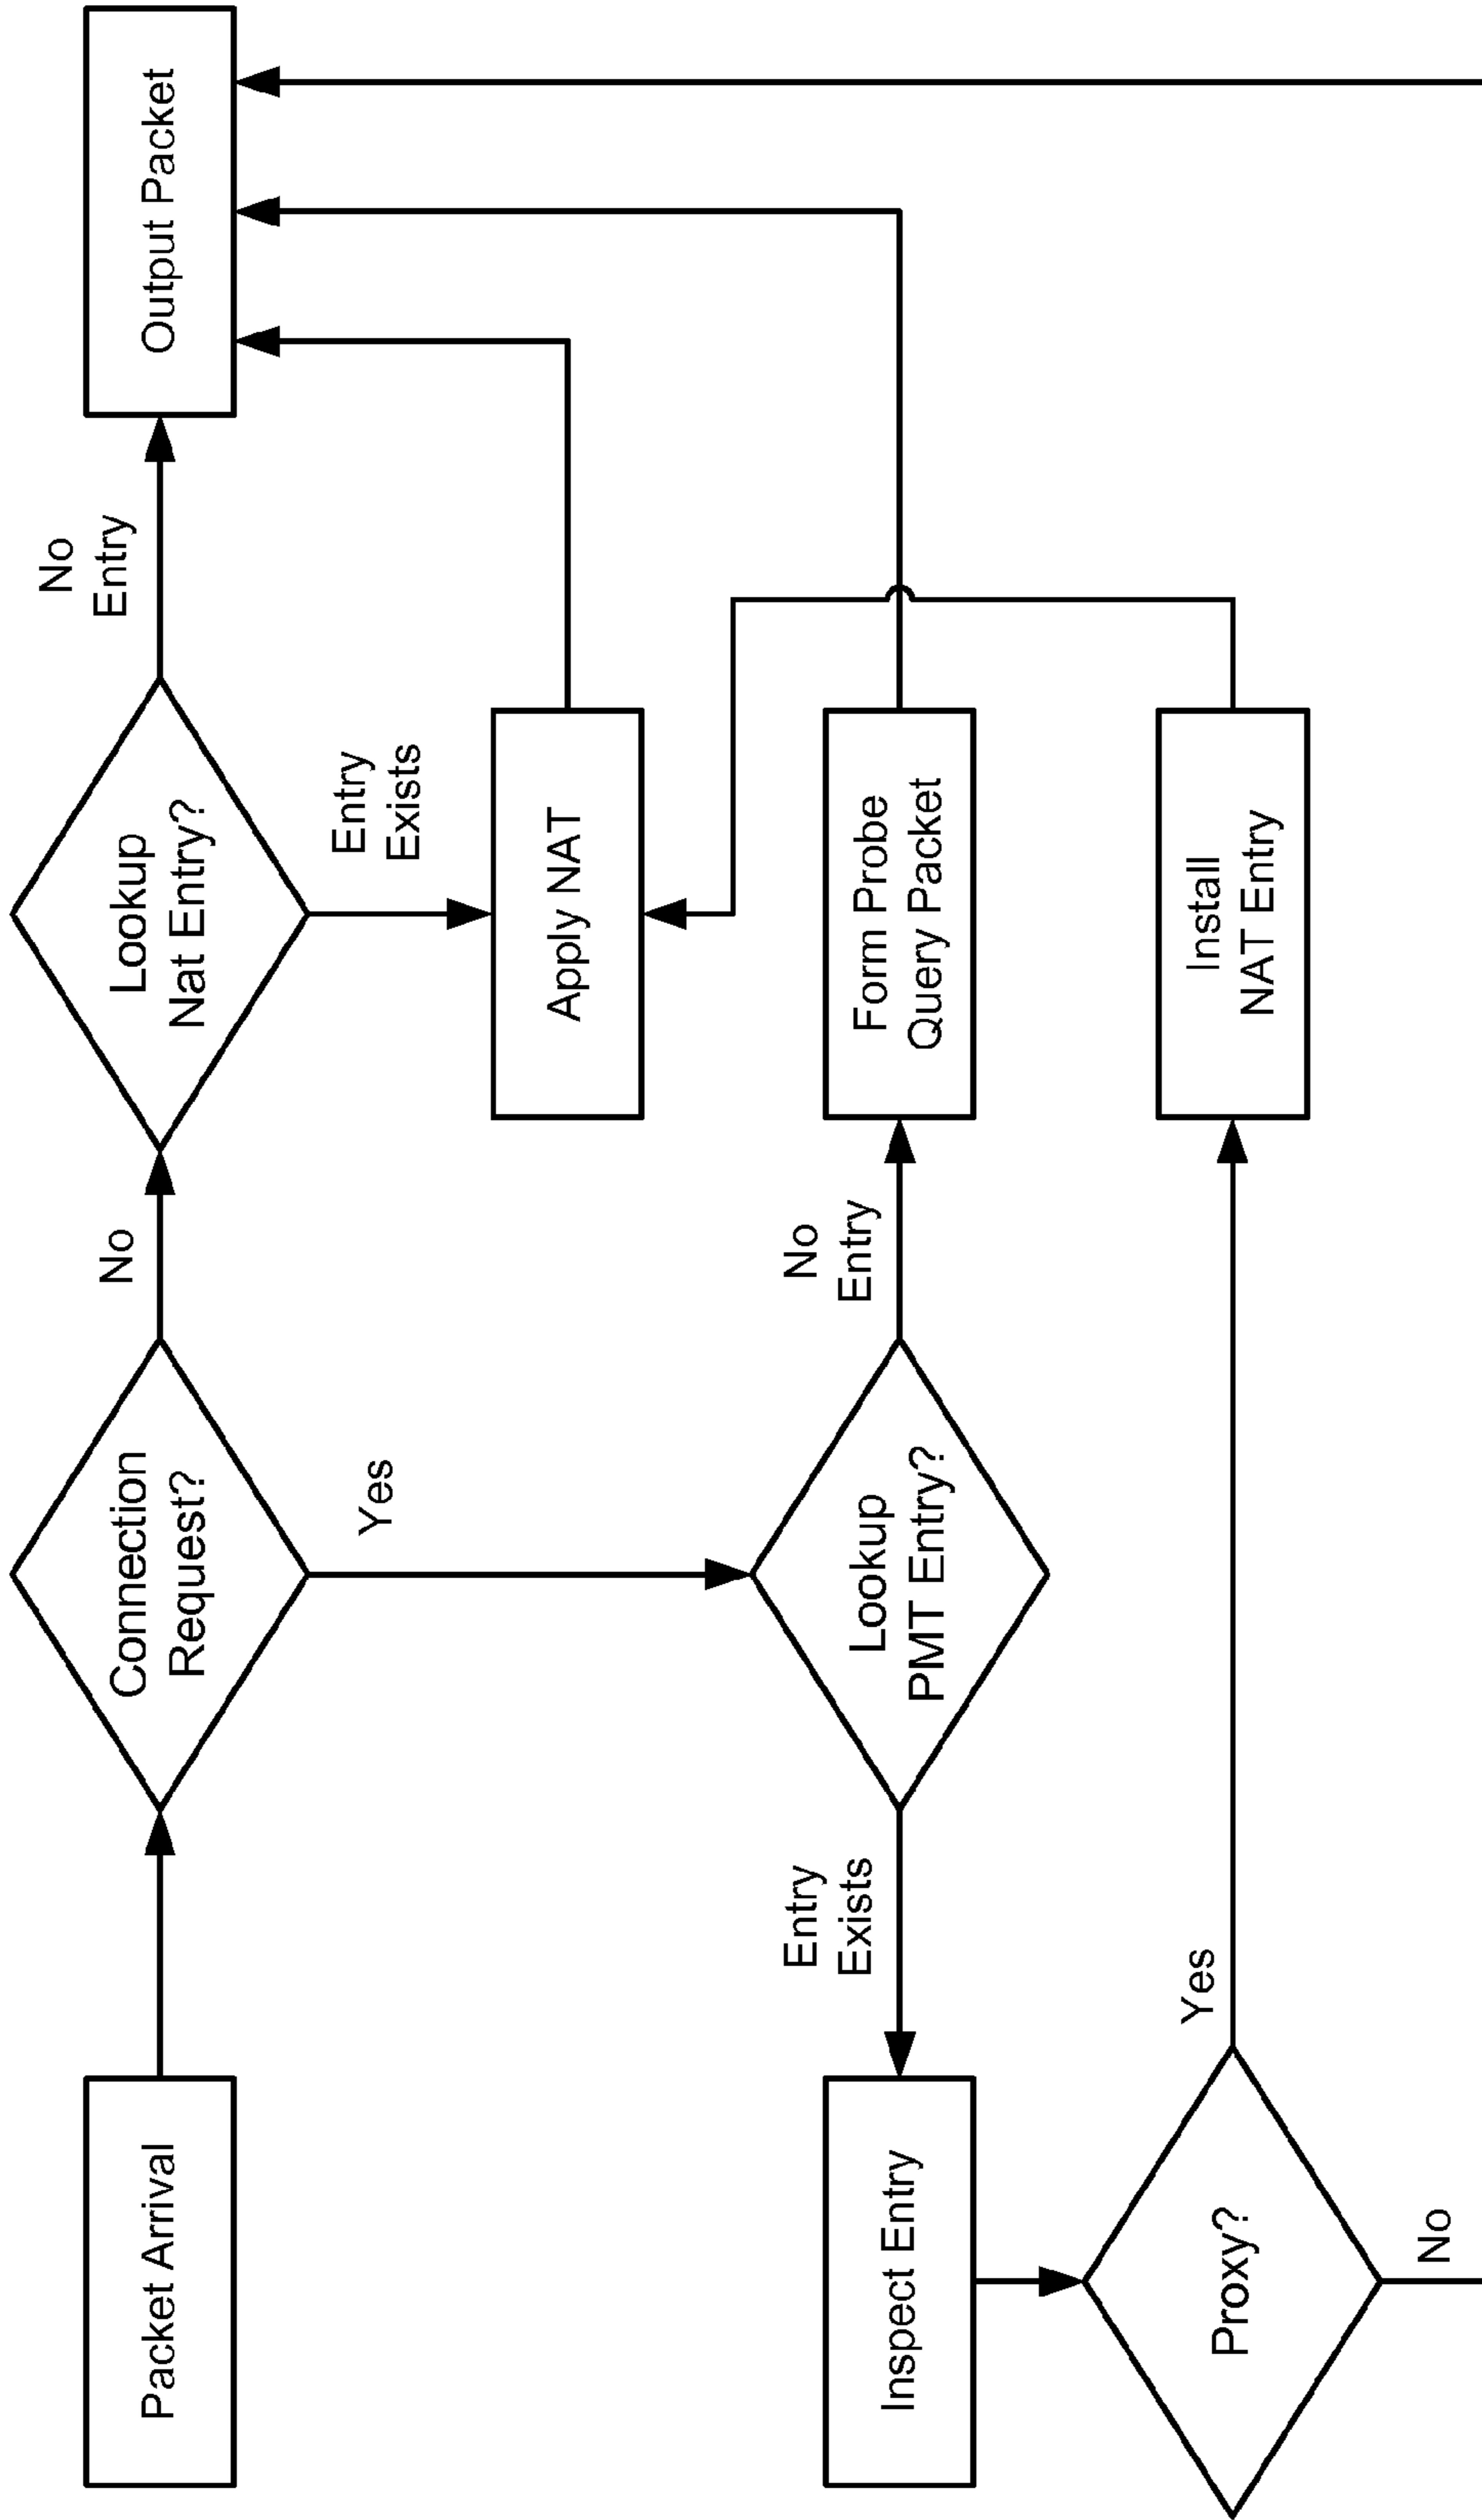 Packet Arrival
Connection
Request?
No
Lookup
Nat Entry?
No
Entry
Output Packet
Yes
Entry
Exists
Apply NAT
Inspect Entry
Entry
Exists
Lookup
PMT Entry?
No
Entry
Form Probe
Query Packet
Proxy?
Yes
Install
NAT Entry
No